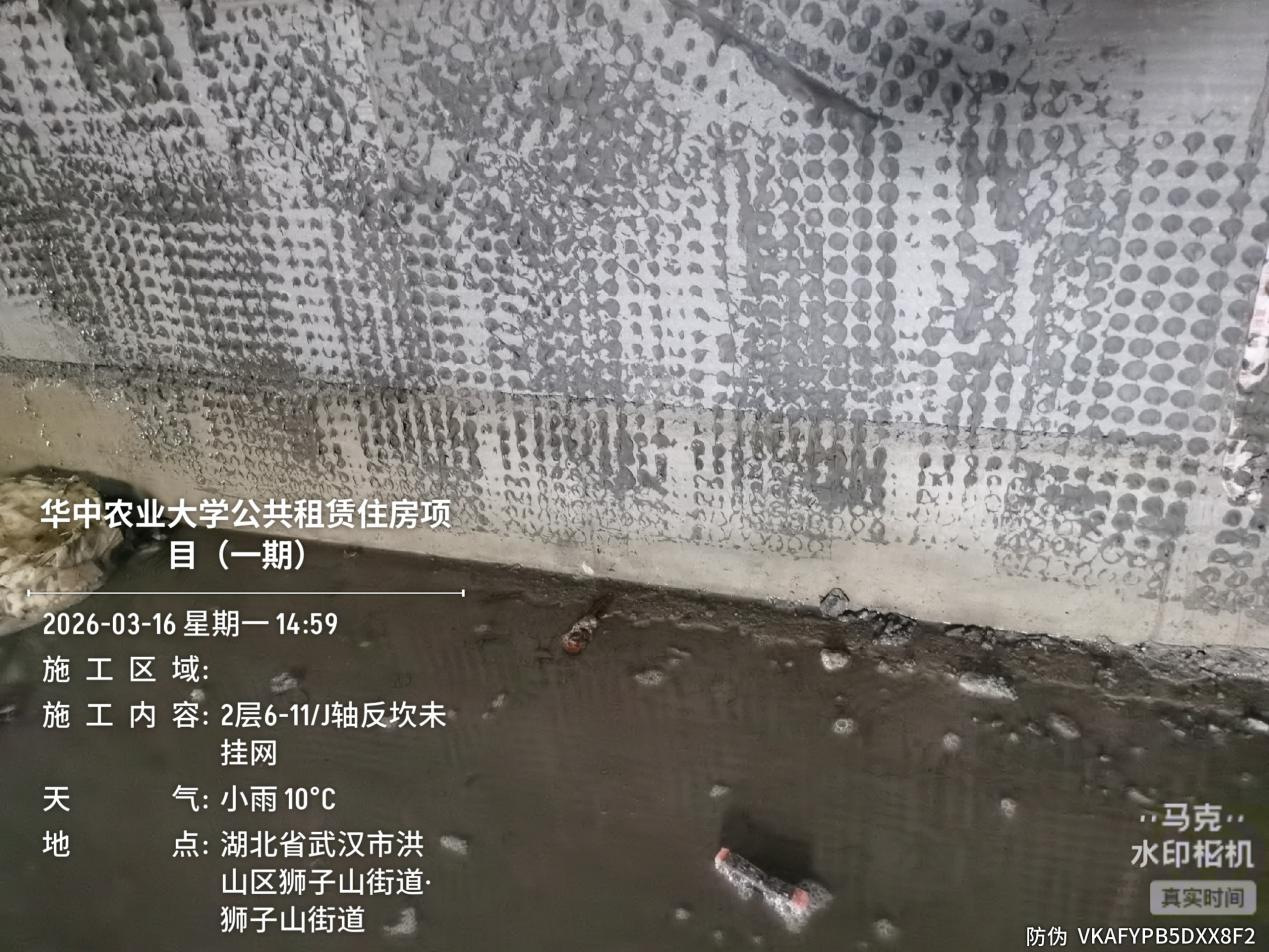 华中农业大学公共租赁住房项
目（一期）
2026-03-16 星期一 14:59
施工区域:
施工内容: 2层6-11/J轴反坎未
挂网
天气: 小雨 10°C
地点: 湖北省武汉市洪
山区狮子山街道·
狮子山街道
马克
水印相机
真实时间
防伪 VKAFYPB5DXX8F2